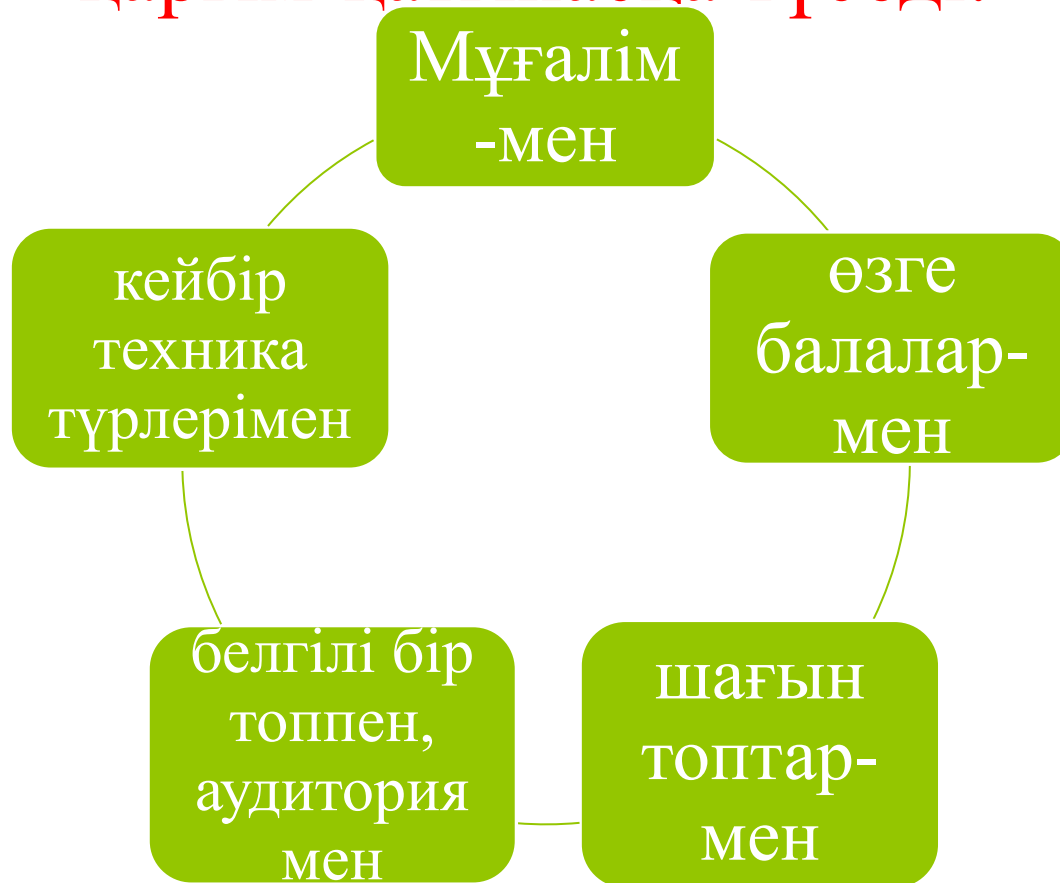 Мұғалім
-мен
өзге
балалар-
мен
шағын
топтар-
мен
белгілі бір
топпен,
аудитория
мен
кейбір
техника
түрлерімен